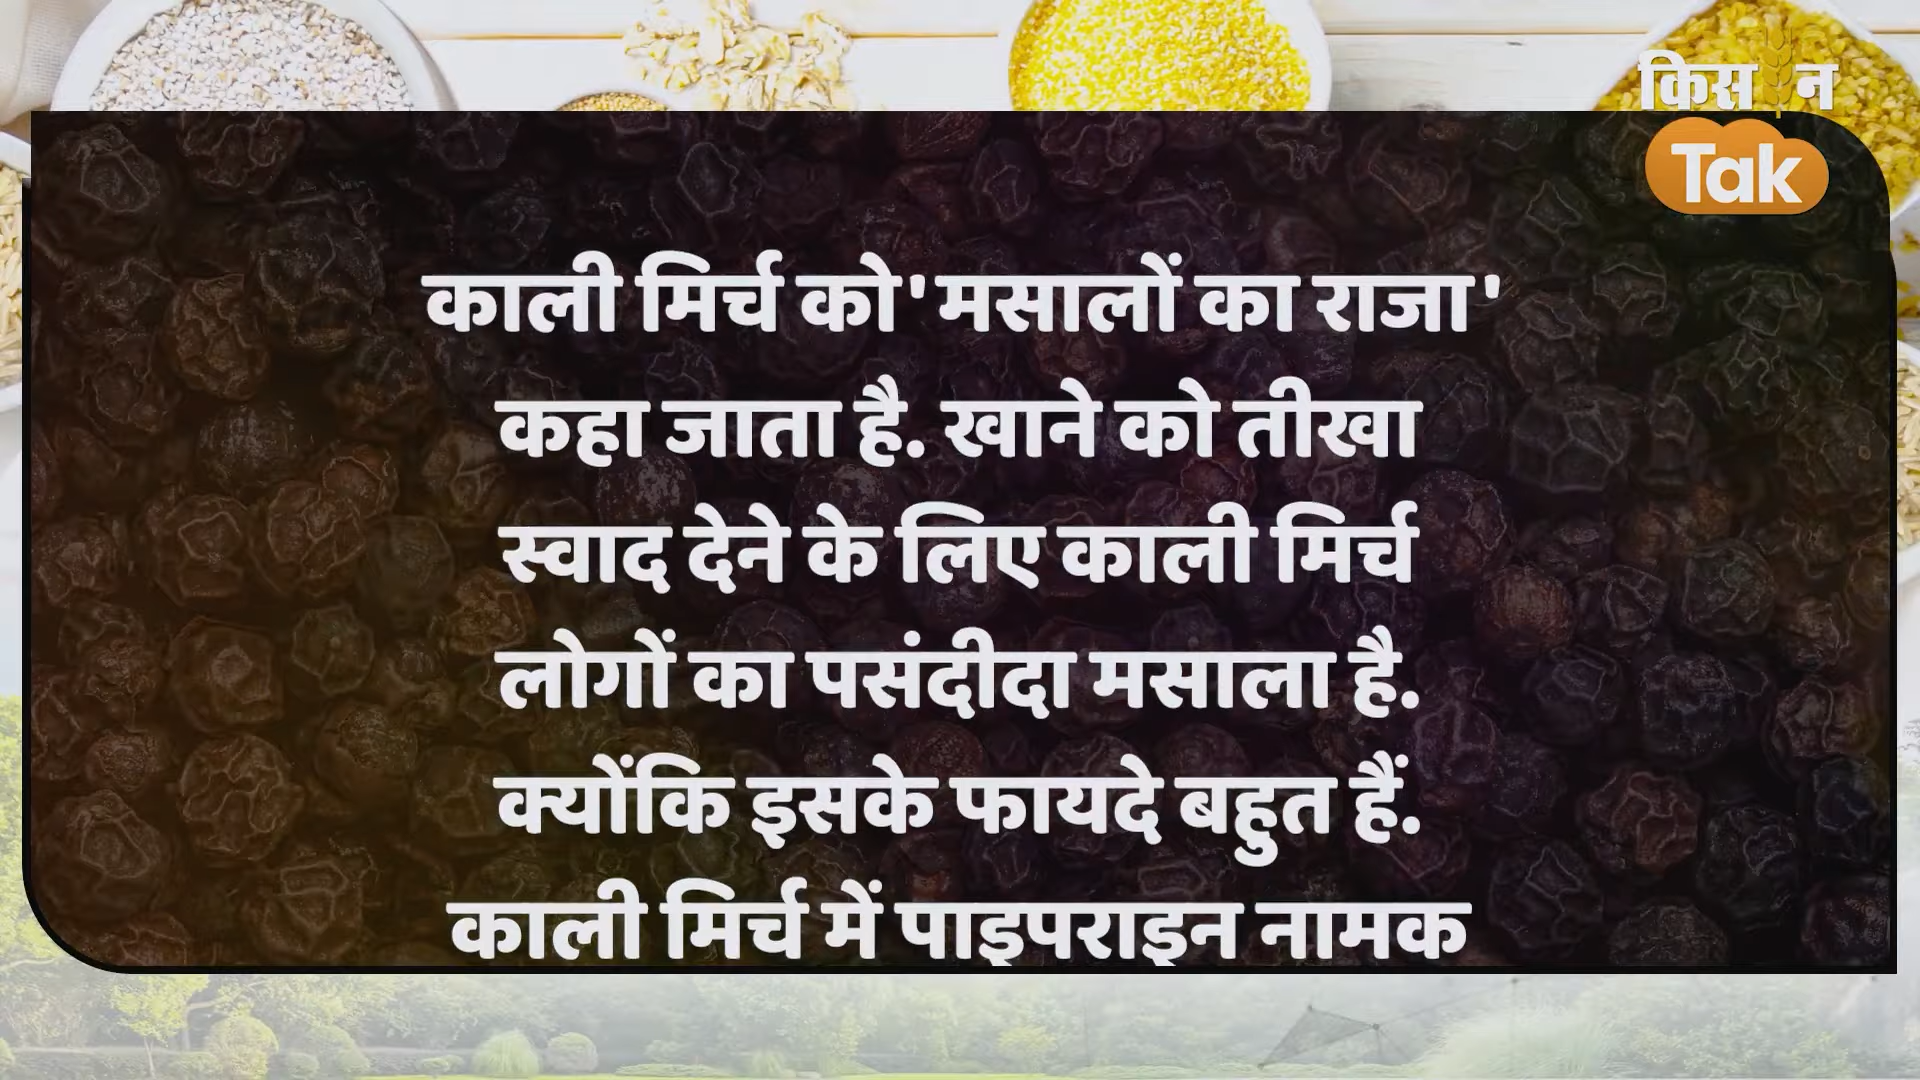 किसान
Tak
काली मिर्च को 'मसालों का राजा'
कहा जाता है. खाने को तीखा
स्वाद देने के लिए काली मिर्च
लोगों का पसंदीदा मसाला है.
क्योंकि इसके फायदे बहुत हैं.
काली मिर्च में पाइपराइन नामक